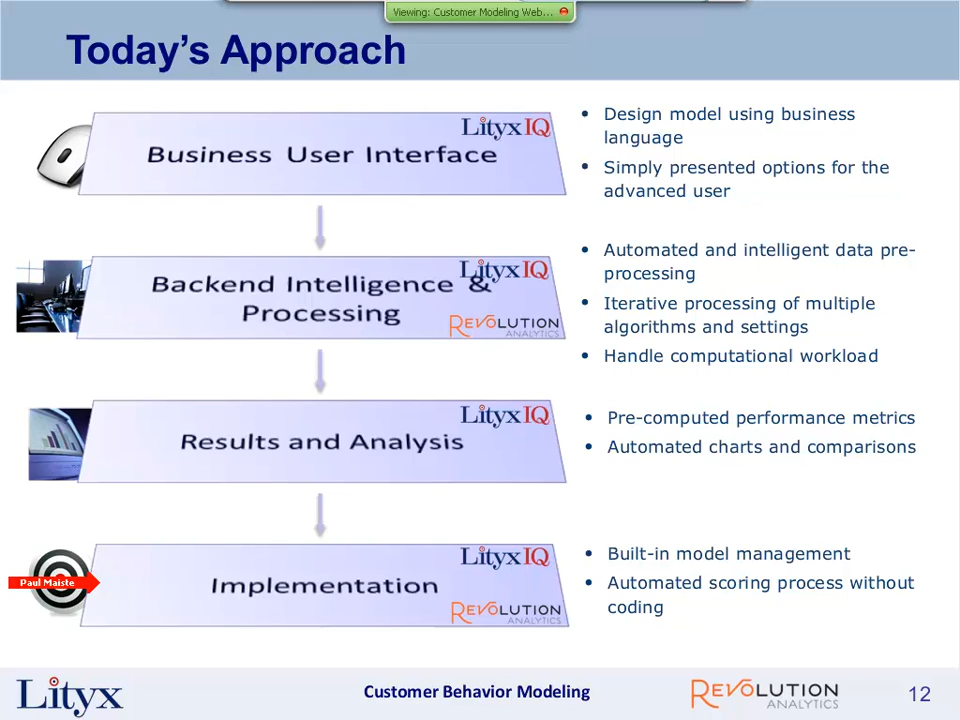 Viewing: Customer Modeling Web...
Today's Approach
Lityx IQ
Business User Interface
• Design model using business
language
• Simply presented options for the
advanced user
Lityx IQ
Backend Intelligence &
Processing
REVOLUTION
ANALYTICS
• Automated and intelligent data pre-
processing
• Iterative processing of multiple
algorithms and settings
• Handle computational workload
Lityx IQ
Results and Analysis
• Pre-computed performance metrics
• Automated charts and comparisons
Lityx IQ
Paul Maiste
Implementation
REVOLUTION
ANALYTICS
• Built-in model management
• Automated scoring process without
coding
Lityx
Customer Behavior Modeling
REVOLUTION
ANALYTICS
12